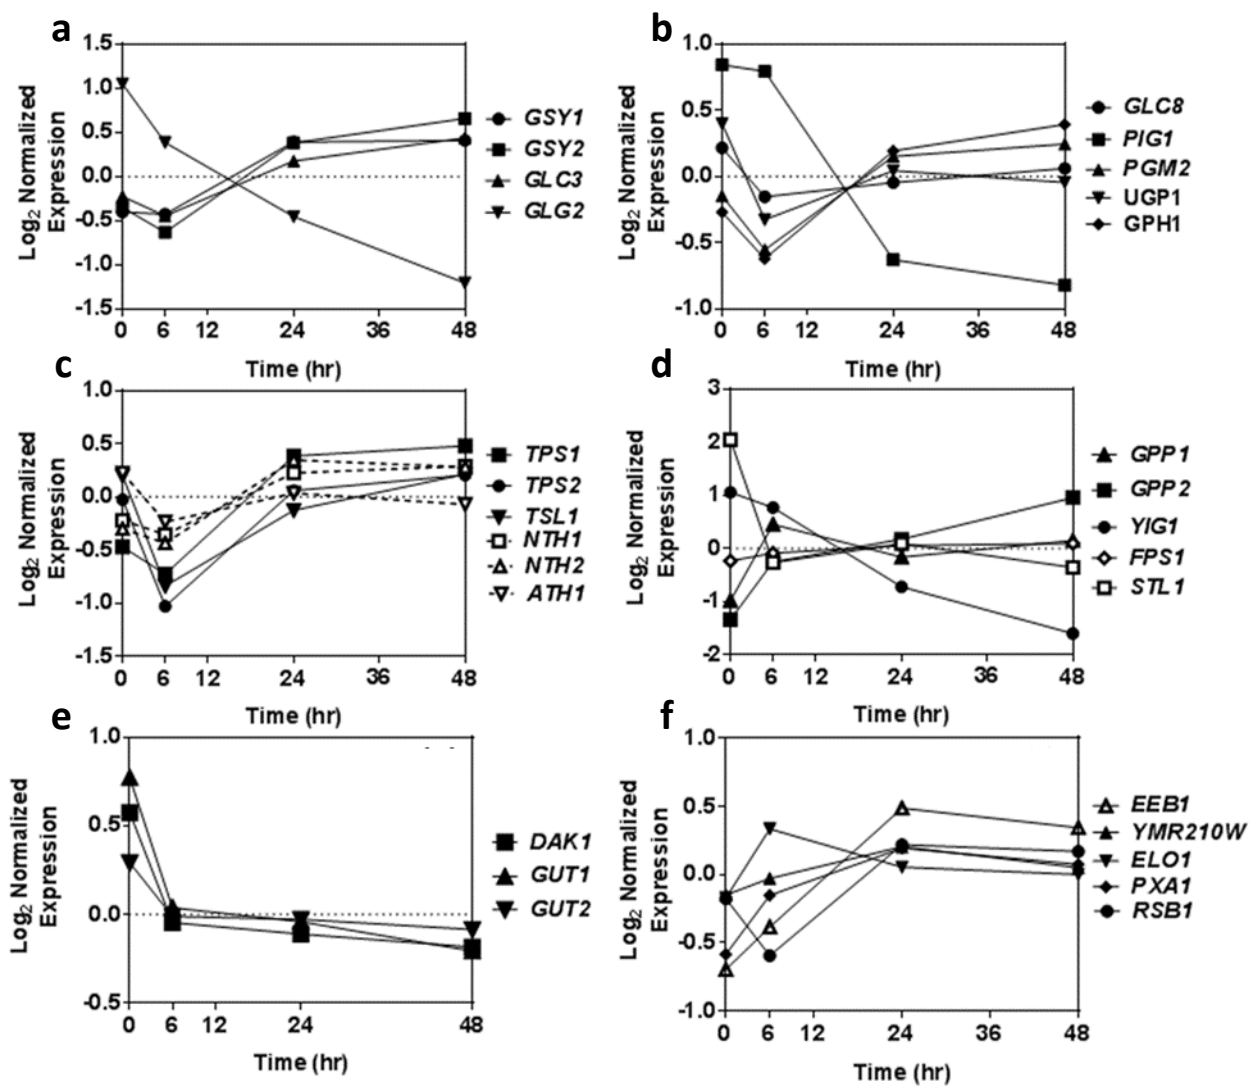 a
1.5
1.0
0.5
0.0
-0.5
-1.0
-1.5
0 6 12 24 36 48
Log2 Normalized
Expression
Time (hr)
GSY1
GSY2
GLC3
GLG2
b
1.0
0.5
0.0
-0.5
-1.0
0 6 12 24 36 48
Log2 Normalized
Expression
Time (hr)
GLC8
PIG1
PGM2
UGP1
GPH1
c
1.0
0.5
0.0
-0.5
-1.0
-1.5
0 6 12 24 36 48
Log2 Normalized
Expression
Time (hr)
TPS1
TPS2
TSL1
NTH1
NTH2
ATH1
d
3
2
1
0
-1
-2
0 6 12 24 36 48
Log2 Normalized
Expression
Time (hr)
GPP1
GPP2
YIG1
FPS1
STL1
e
1.0
0.5
0.0
-0.5
0 6 12 24 48
Log2 Normalized
Expression
Time (hr)
DAK1
GUT1
GUT2
f
1.0
0.5
0.0
-0.5
-1.0
0 6 12 24 36 48
Log2 Normalized
Expression
Time (hr)
EEB1
YMR210W
ELO1
PXA1
RSB1